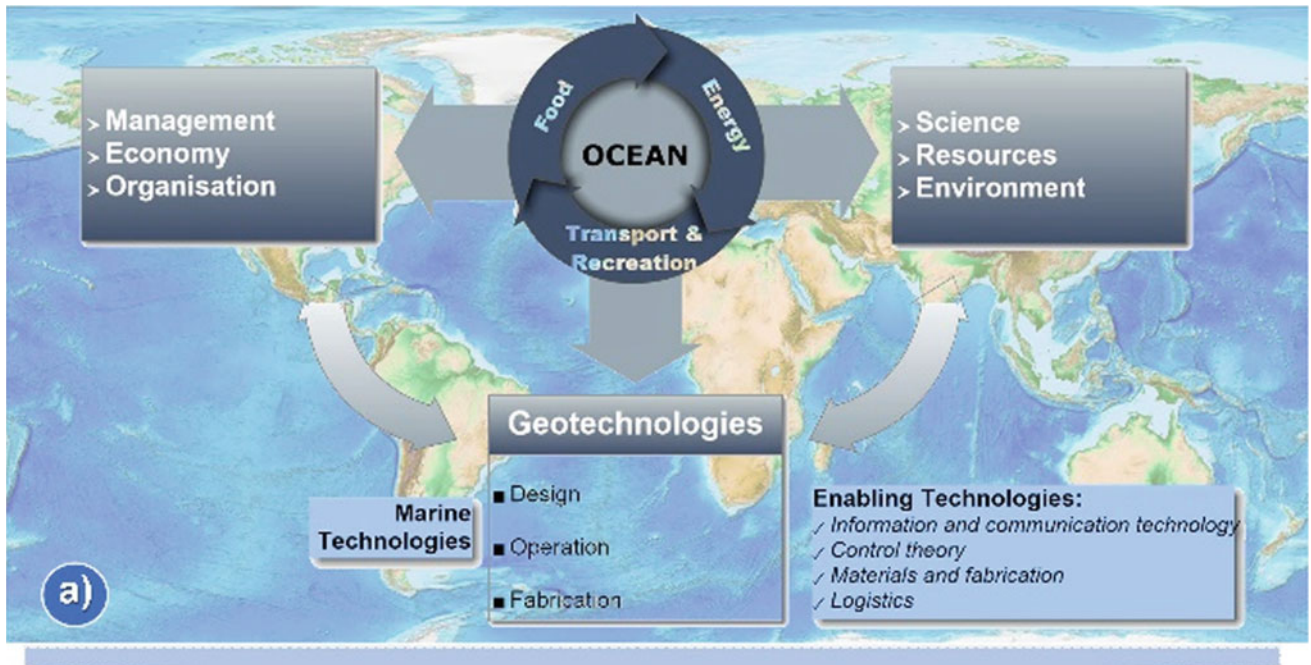 Food
Energy
OCEAN
Transport &
Recreation
> Management
> Economy
> Organisation
> Science
> Resources
> Environment
Geotechnologies
■ Design
■ Operation
■ Fabrication
Marine
Technologies
Enabling Technologies:
✓ Information and communication technology
✓ Control theory
✓ Materials and fabrication
✓ Logistics
a)